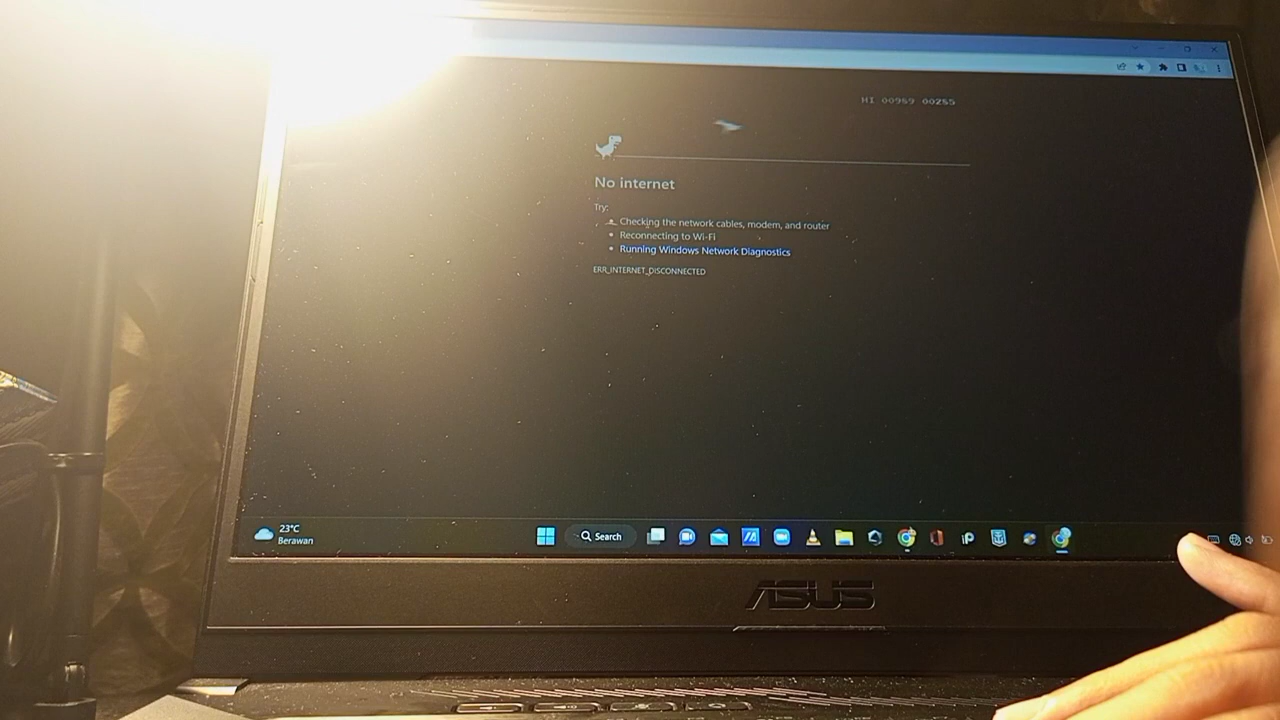 HI 00959 00255
No internet
Try:
• Checking the network cables, modem, and router
• Reconnecting to Wi-Fi
• Running Windows Network Diagnostics
ERR_INTERNET_DISCONNECTED
23°C
Berawan
Search
ASUS